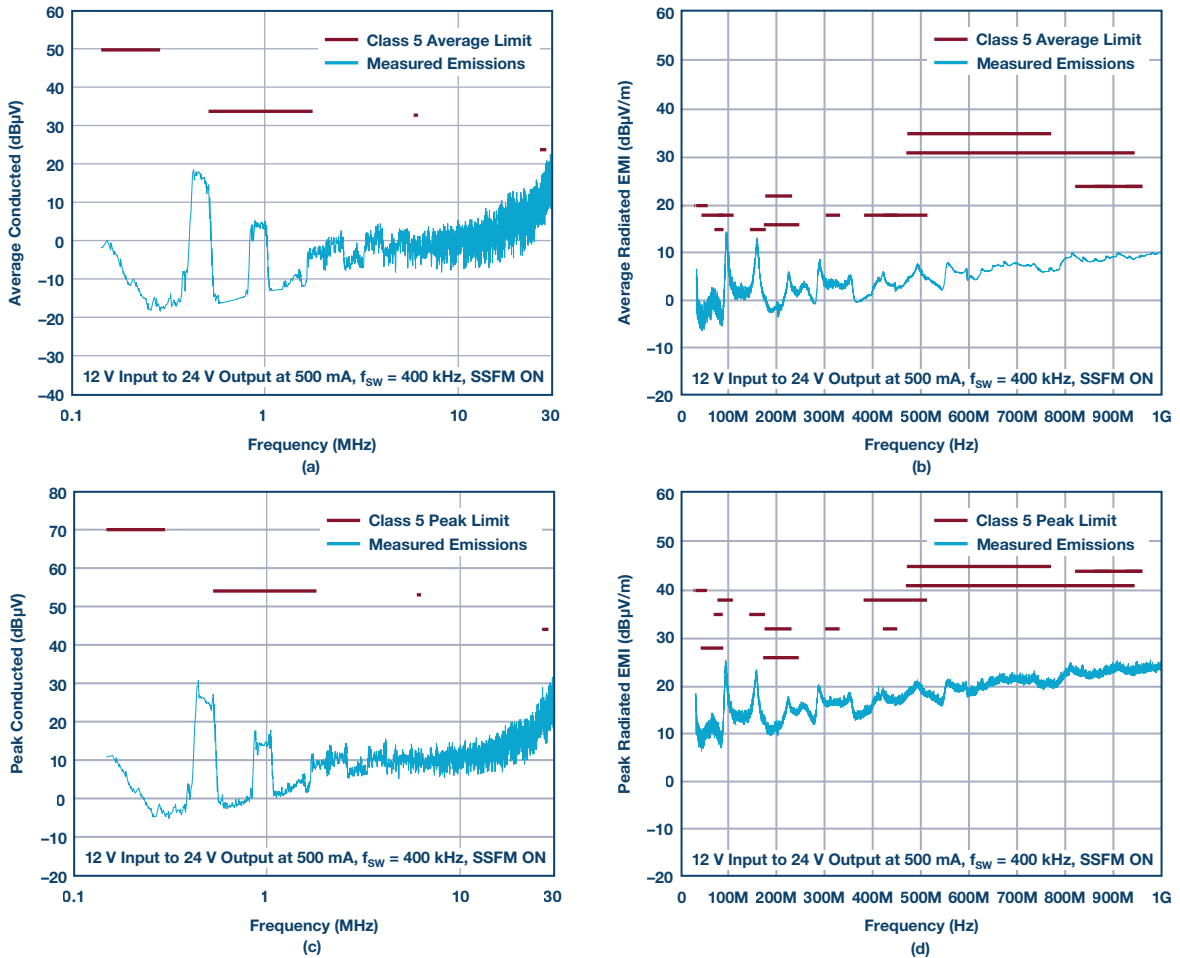 60
50
40
30
20
10
0
–10
–20
–30
–40
Average Conducted (dBµV)
Class 5 Average Limit
Measured Emissions
12 V Input to 24 V Output at 500 mA, fSW = 400 kHz, SSFM ON
0.1 1 10 30
Frequency (MHz)
(a)
60
50
40
30
20
10
0
–10
–20
Average Radiated EMI (dBµV/m)
Class 5 Average Limit
Measured Emissions
12 V Input to 24 V Output at 500 mA, fSW = 400 kHz, SSFM ON
0 100M 200M 300M 400M 500M 600M 700M 800M 900M 1G
Frequency (Hz)
(b)
80
70
60
50
40
30
20
10
0
–10
–20
Peak Conducted (dBµV)
Class 5 Peak Limit
Measured Emissions
12 V Input to 24 V Output at 500 mA, fSW = 400 kHz, SSFM ON
0.1 1 10 30
Frequency (MHz)
(c)
60
50
40
30
20
10
0
–10
–20
Peak Radiated EMI (dBµV/m)
Class 5 Peak Limit
Measured Emissions
12 V Input to 24 V Output at 500 mA, fSW = 400 kHz, SSFM ON
0 100M 200M 300M 400M 500M 600M 700M 800M 900M 1G
Frequency (Hz)
(d)